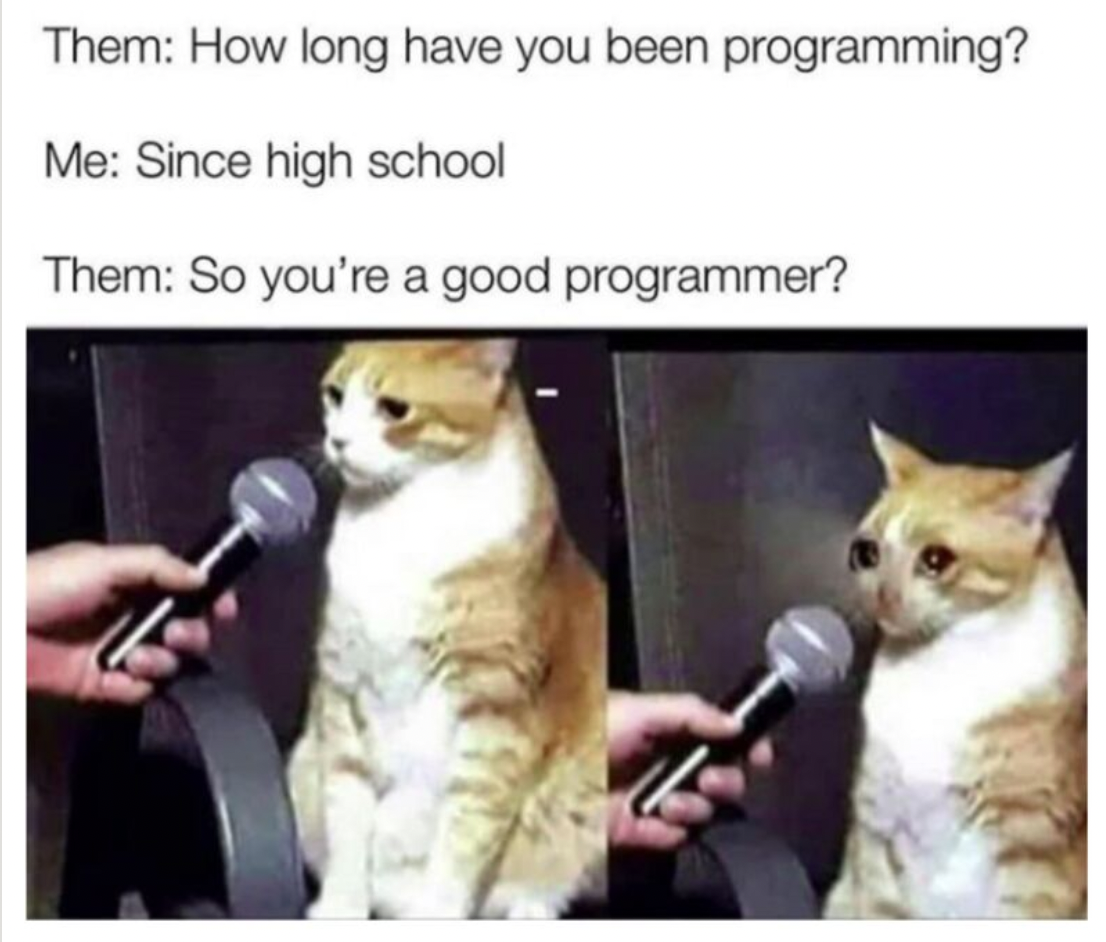 Them: How long have you been programming?
Me: Since high school
Them: So you’re a good programmer?